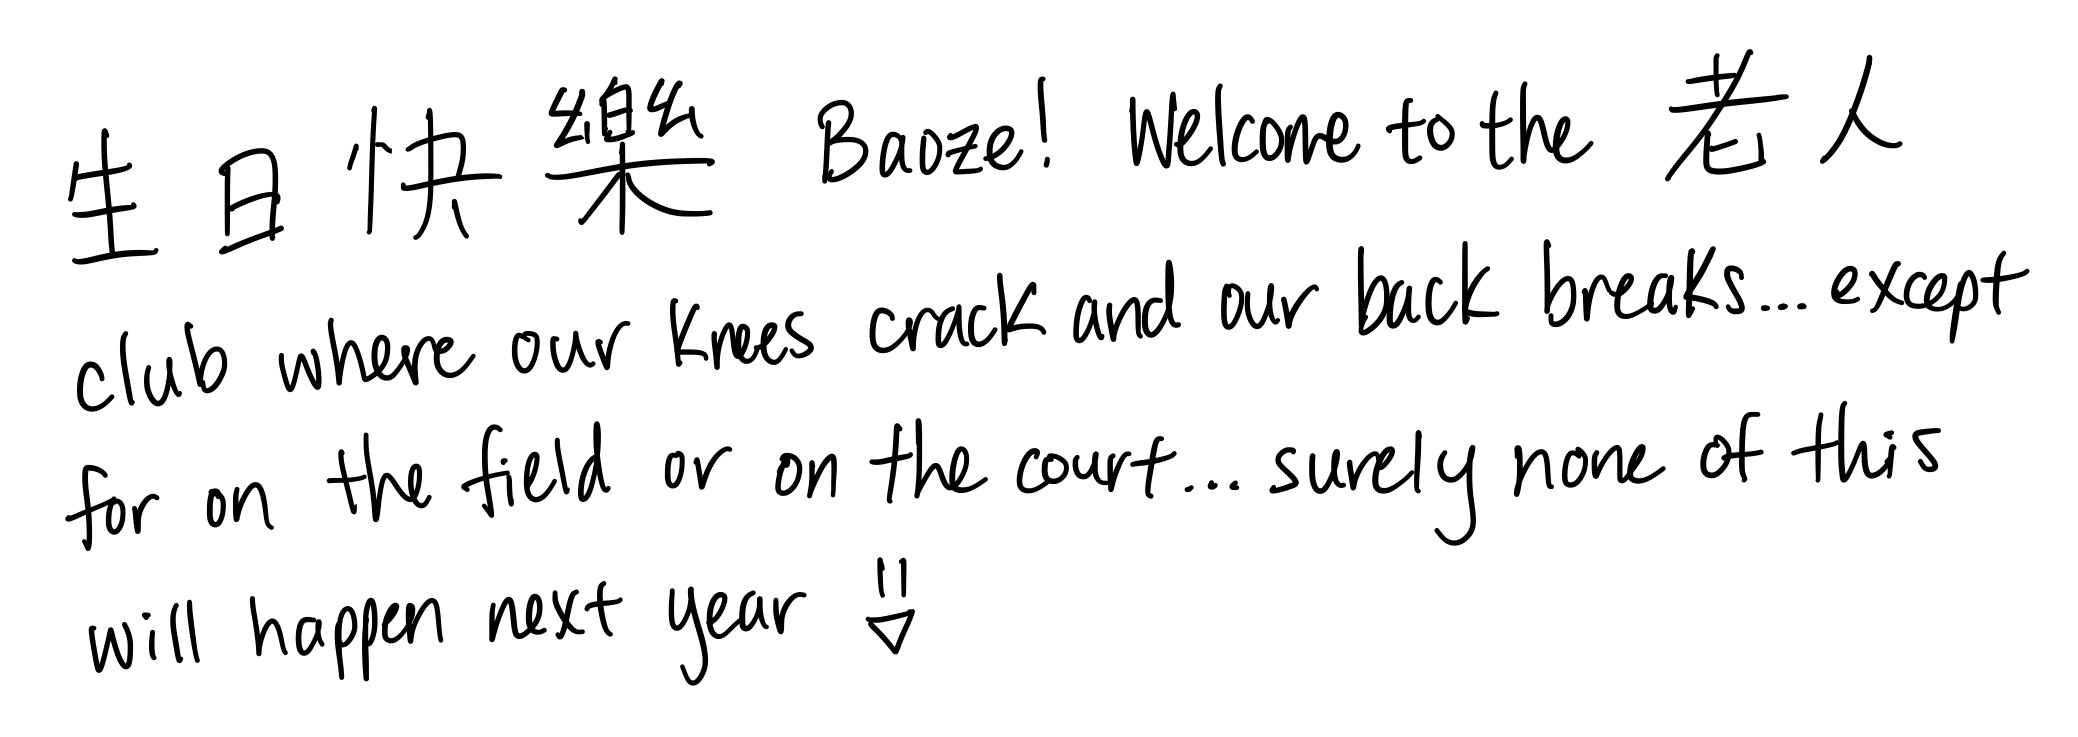 生日快樂 Baoze! Welcome to the 老人
club where our knees crack and our back breaks... except
for on the field or on the court... surely none of this
will happen next year